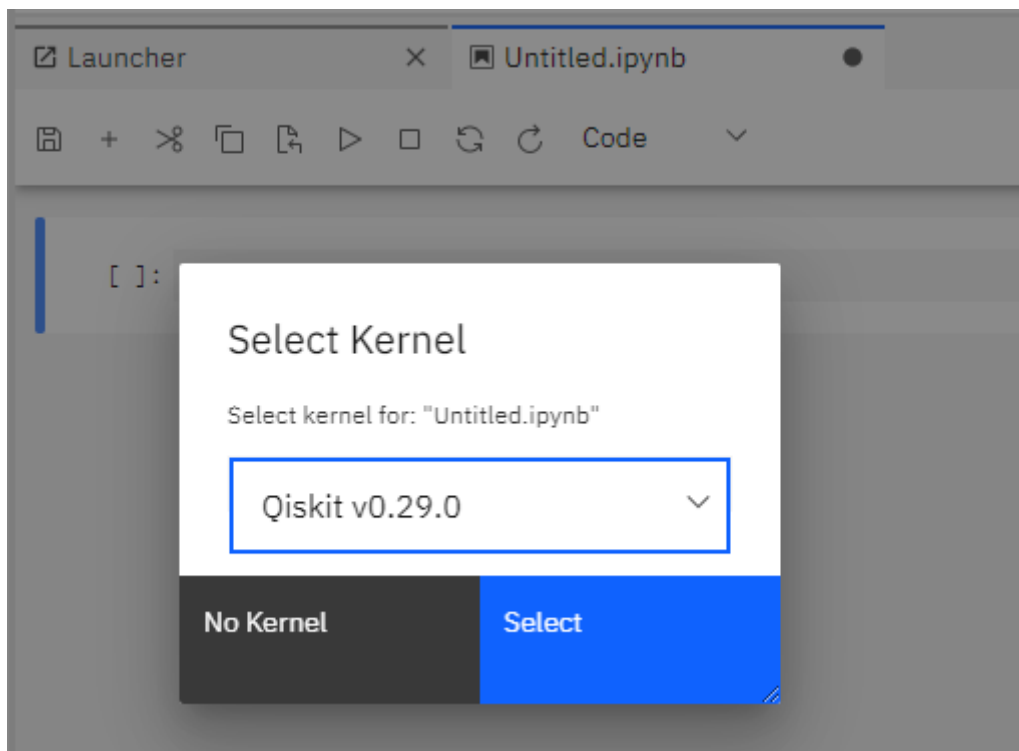 Launcher
Untitled.ipynb
Code
[ ]:
Select Kernel
Select kernel for: "Untitled.ipynb"
Qiskit v0.29.0
No Kernel
Select